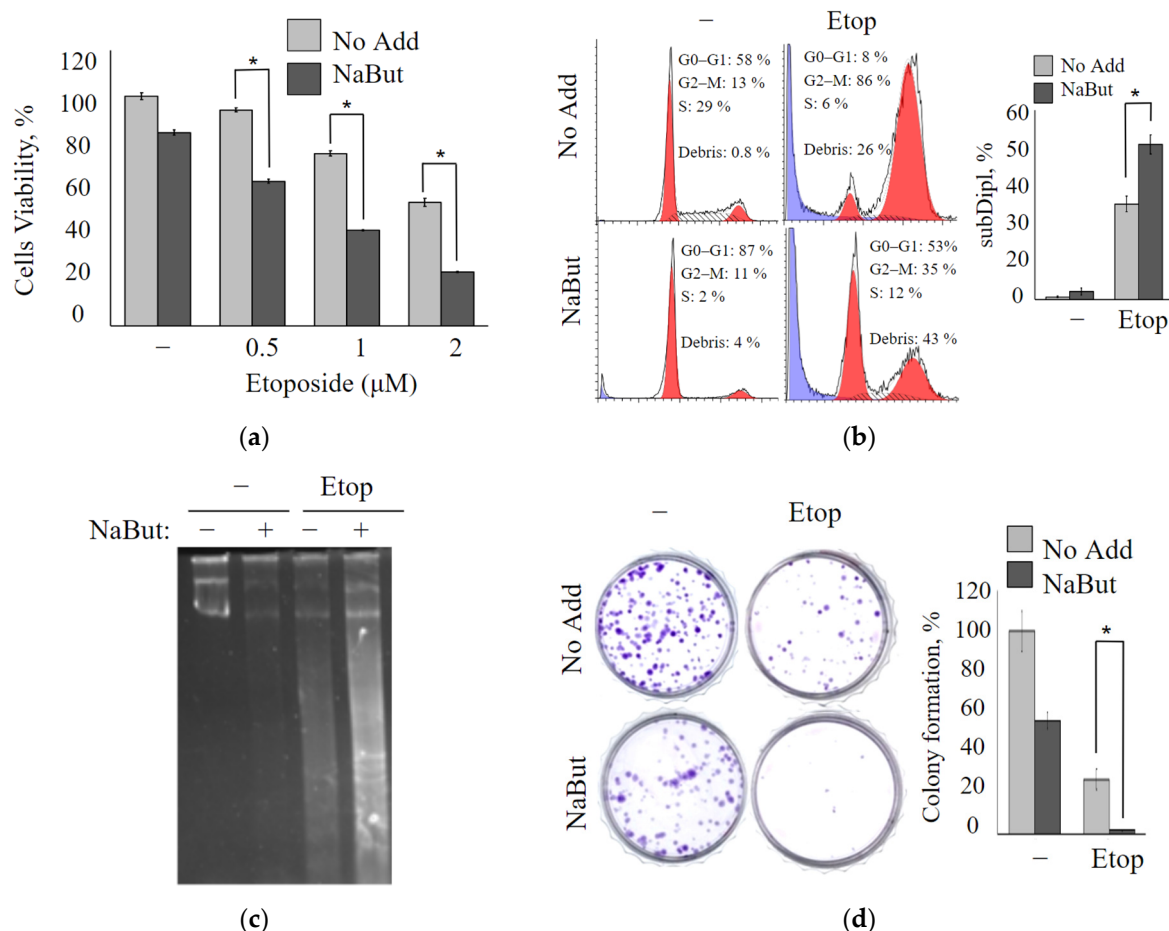 120
100
80
60
40
20
0
Cells Viability, %
No Add
NaBut
*
*
*
–
0.5
1
2
Etoposide (μM)
(a)
–
Etop
No Add
G0–G1: 58 %
G2–M: 13 %
S: 29 %
Debris: 0.8 %
G0–G1: 8 %
G2–M: 86 %
S: 6 %
Debris: 26 %
NaBut
G0–G1: 87 %
G2–M: 11 %
S: 2 %
Debris: 4 %
G0–G1: 53%
G2–M: 35 %
S: 12 %
Debris: 43 %
No Add
NaBut
*
60
50
40
30
20
10
0
subDipl, %
–
Etop
(b)
–
Etop
NaBut: – + – +
(c)
–
Etop
No Add
NaBut
No Add
NaBut
*
120
100
80
60
40
20
0
Colony formation, %
–
Etop
(d)